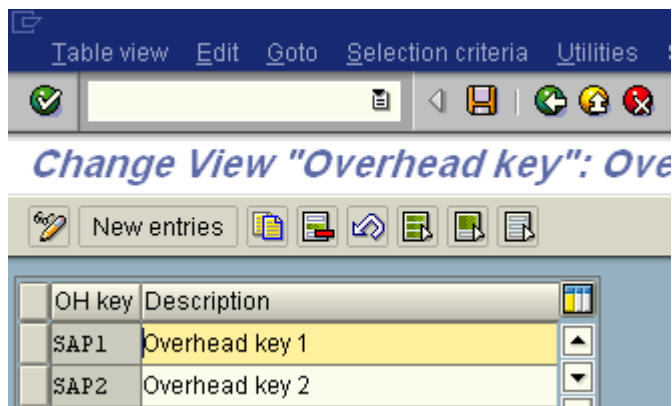 Table view Edit Goto Selection criteria Utilities
Change View "Overhead key": Ove
New entries
OH key Description
SAP1 Overhead key 1
SAP2 Overhead key 2